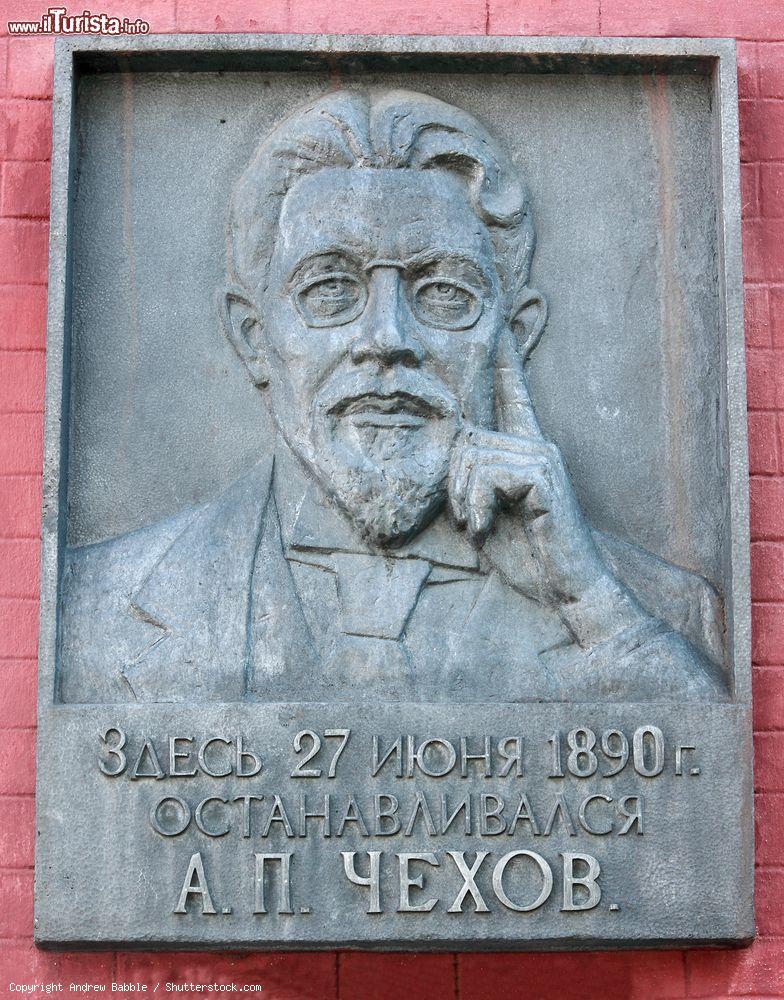 www.ilTurista.info
Здесь 27 июня 1890 г.
останавливался
А. П. Чехов.
Copyright Andrew Babble / Shutterstock.com